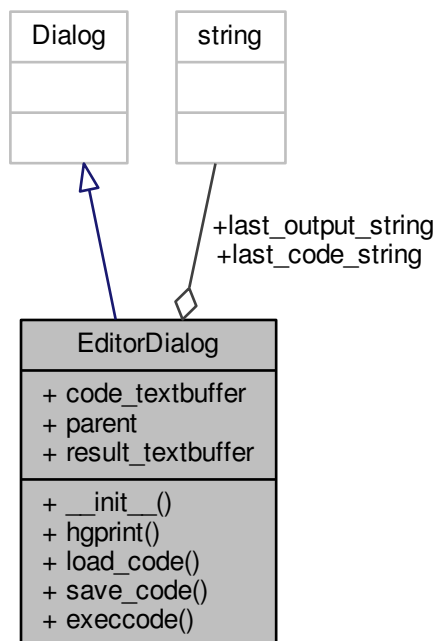 Dialog
string
+last_output_string
+last_code_string
EditorDialog
+ code_textbuffer
+ parent
+ result_textbuffer
+ __init__()
+ hgprint()
+ load_code()
+ save_code()
+ execcode()